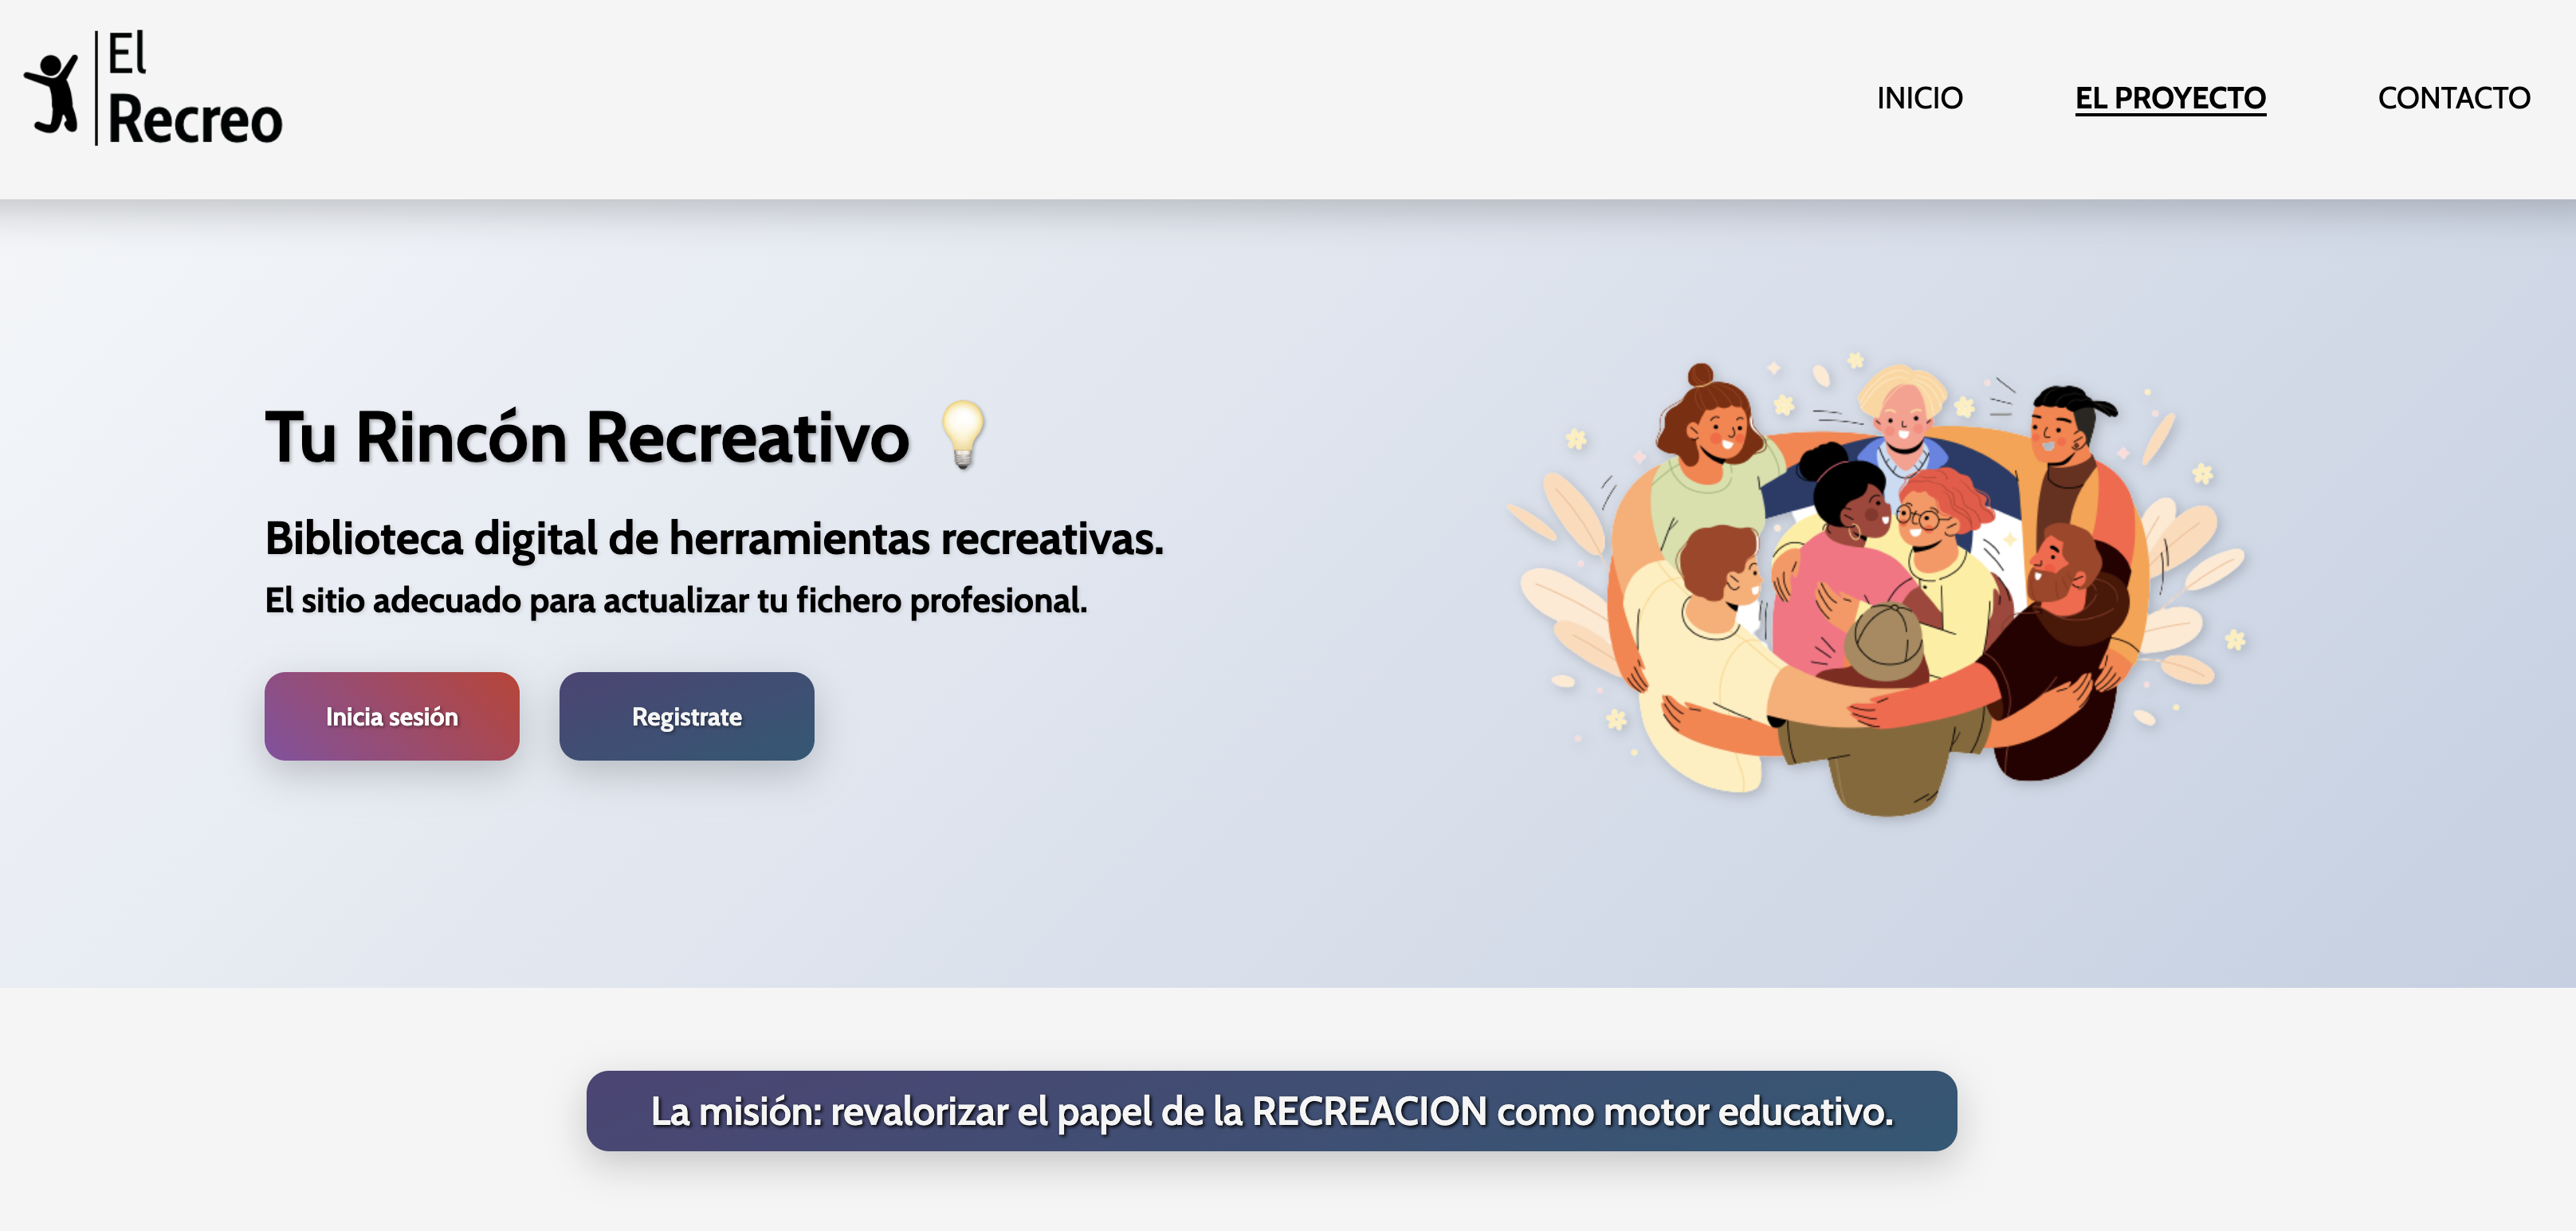 El
Recreo
INICIO
EL PROYECTO
CONTACTO
Tu Rincón Recreativo
Biblioteca digital de herramientas recreativas.
El sitio adecuado para actualizar tu fichero profesional.
Inicia sesión
Registrate
La misión: revalorizar el papel de la RECREACION como motor educativo.